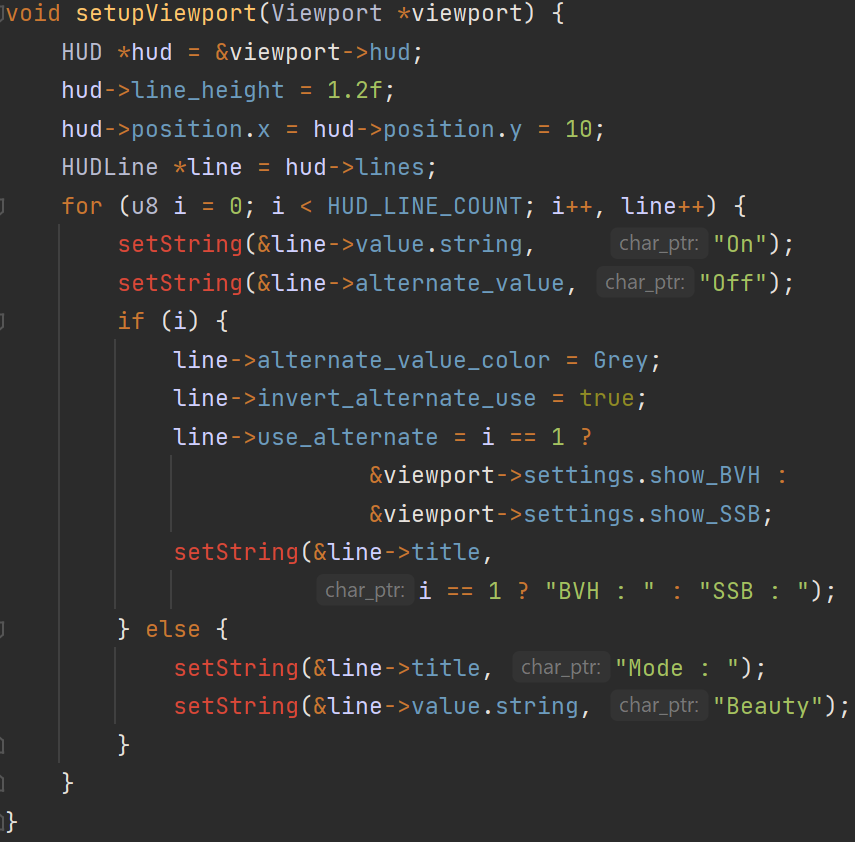 void setupViewport(Viewport *viewport) {
    HUD *hud = &viewport->hud;
    hud->line_height = 1.2f;
    hud->position.x = hud->position.y = 10;
    HUDLine *line = hud->lines;
    for (u8 i = 0; i < HUD_LINE_COUNT; i++, line++) {
        setString(&line->value.string, char_ptr: "On");
        setString(&line->alternate_value, char_ptr: "Off");
        if (i) {
            line->alternate_value_color = Grey;
            line->invert_alternate_use = true;
            line->use_alternate = i == 1 ?
                          &viewport->settings.show_BVH :
                          &viewport->settings.show_SSB;
            setString(&line->title,
                      char_ptr: i == 1 ? "BVH : " : "SSB : ");
        } else {
            setString(&line->title, char_ptr: "Mode : ");
            setString(&line->value.string, char_ptr: "Beauty");
        }
    }
}